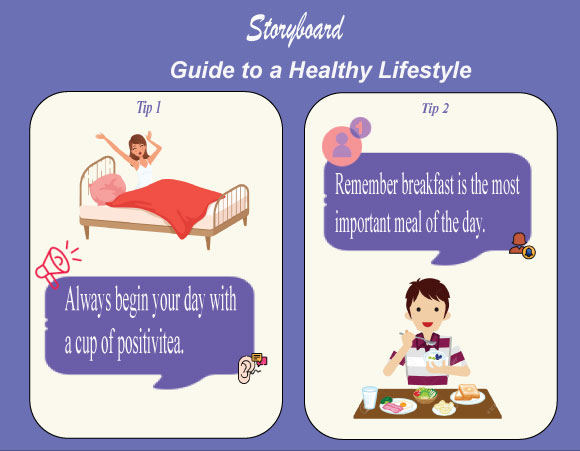 Storyboard
Guide to a Healthy Lifestyle
Tip 1
Always begin your day with
a cup of positivitea.
Tip 2
1
Remember breakfast is the most
important meal of the day.